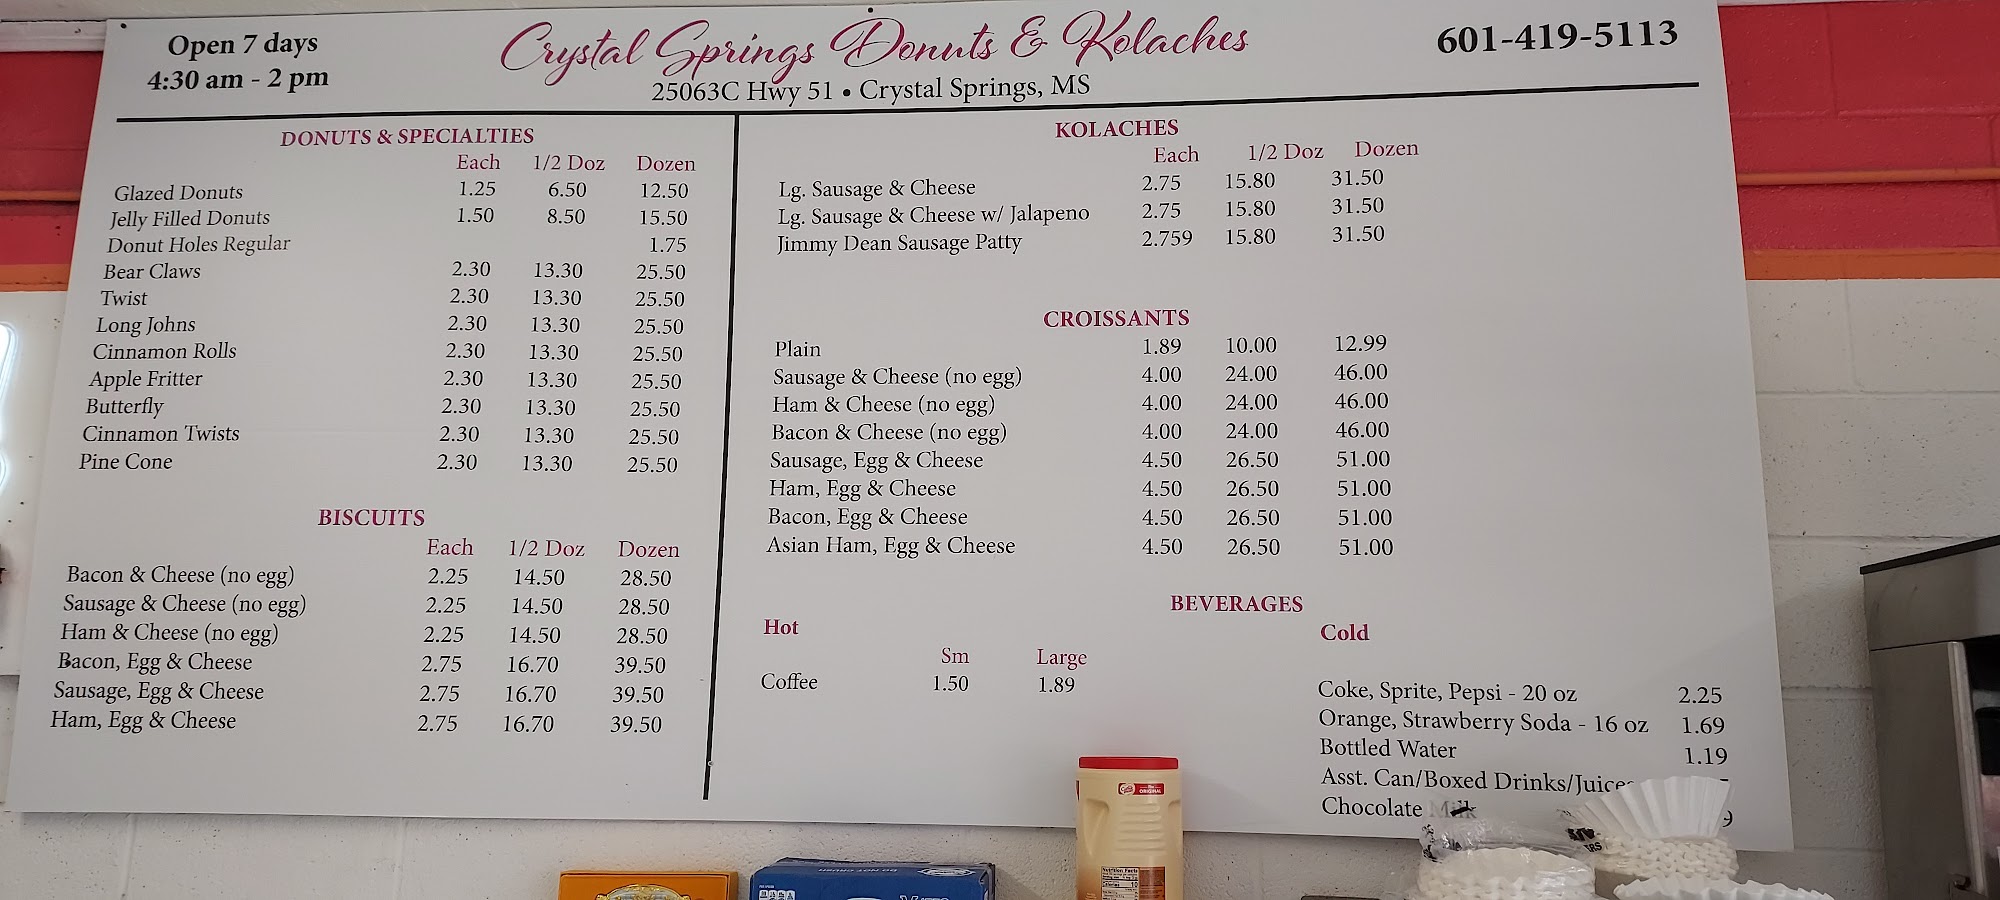 Open 7 days
4:30 am - 2 pm
Crystal Springs Donuts & Kolaches
25063C Hwy 51 • Crystal Springs, MS
601-419-5113
DONUTS & SPECIALTIES
Each 1/2 Doz Dozen
Glazed Donuts 1.25 6.50 12.50
Jelly Filled Donuts 1.50 8.50 15.50
Donut Holes Regular 1.75
Bear Claws 2.30 13.30 25.50
Twist 2.30 13.30 25.50
Long Johns 2.30 13.30 25.50
Cinnamon Rolls 2.30 13.30 25.50
Apple Fritter 2.30 13.30 25.50
Butterfly 2.30 13.30 25.50
Cinnamon Twists 2.30 13.30 25.50
Pine Cone 2.30 13.30 25.50
BISCUITS
Each 1/2 Doz Dozen
Bacon & Cheese (no egg) 2.25 14.50 28.50
Sausage & Cheese (no egg) 2.25 14.50 28.50
Ham & Cheese (no egg) 2.25 14.50 28.50
Bacon, Egg & Cheese 2.75 16.70 39.50
Sausage, Egg & Cheese 2.75 16.70 39.50
Ham, Egg & Cheese 2.75 16.70 39.50
KOLACHES
Each 1/2 Doz Dozen
Lg. Sausage & Cheese 2.75 15.80 31.50
Lg. Sausage & Cheese w/ Jalapeno 2.75 15.80 31.50
Jimmy Dean Sausage Patty 2.759 15.80 31.50
CROISSANTS
Plain 1.89 10.00 12.99
Sausage & Cheese (no egg) 4.00 24.00 46.00
Ham & Cheese (no egg) 4.00 24.00 46.00
Bacon & Cheese (no egg) 4.00 24.00 46.00
Sausage, Egg & Cheese 4.50 26.50 51.00
Ham, Egg & Cheese 4.50 26.50 51.00
Bacon, Egg & Cheese 4.50 26.50 51.00
Asian Ham, Egg & Cheese 4.50 26.50 51.00
BEVERAGES
Hot
Sm Large
Coffee 1.50 1.89
Cold
Coke, Sprite, Pepsi - 20 oz 2.25
Orange, Strawberry Soda - 16 oz 1.69
Bottled Water 1.19
Asst. Can/Boxed Drinks/Juices
Chocolate Milk
ORIGINAL
Nutrition Facts